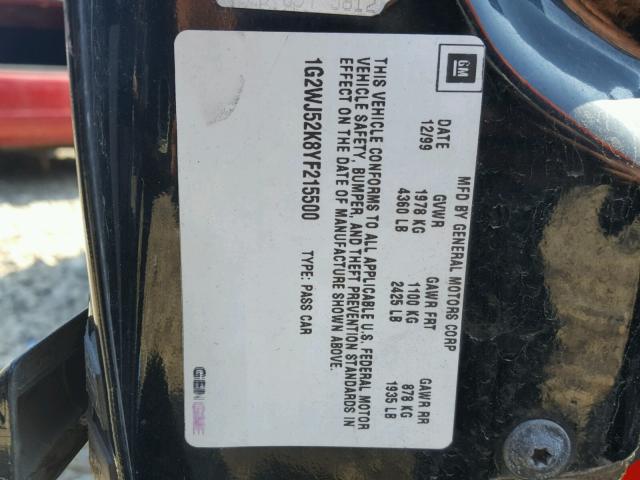 GM
MFD BY GENERAL MOTORS CORP
DATE GVWR GAWR FRT GAWR RR
12/99 1978 KG 1100 KG 878 KG
4360 LB 2425 LB 1935 LB
THIS VEHICLE CONFORMS TO ALL APPLICABLE U.S. FEDERAL MOTOR
VEHICLE SAFETY, BUMPER, AND THEFT PREVENTION STANDARDS IN
EFFECT ON THE DATE OF MANUFACTURE SHOWN ABOVE.
1G2WJ52K8YF215500 TYPE: PASS CAR